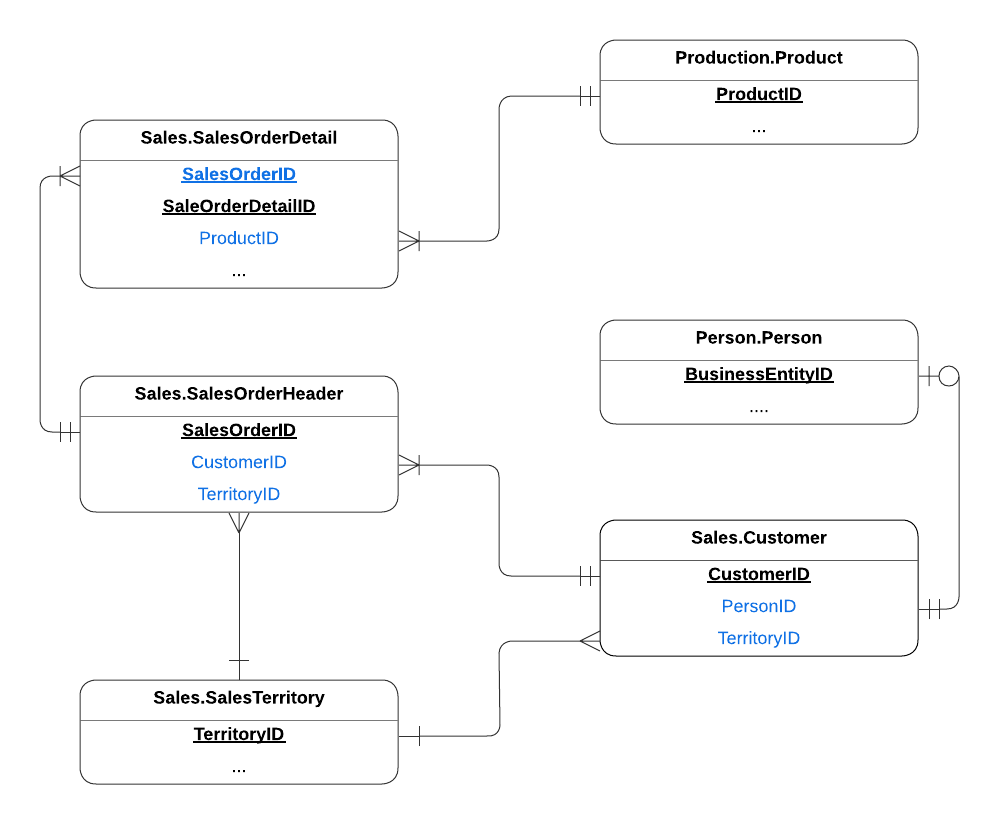 Production.Product
ProductID
...
Sales.SalesOrderDetail
SalesOrderID
SaleOrderDetailID
ProductID
...
Person.Person
BusinessEntityID
....
Sales.SalesOrderHeader
SalesOrderID
CustomerID
TerritoryID
Sales.Customer
CustomerID
PersonID
TerritoryID
Sales.SalesTerritory
TerritoryID
...